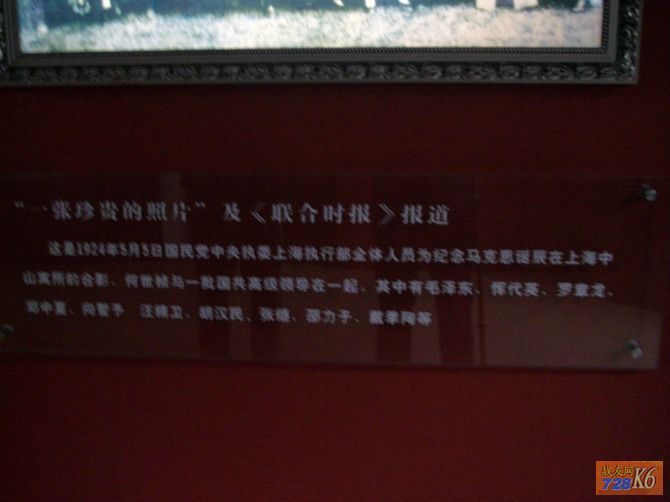 “一张珍贵的照片”及《联合时报》报道
这是1924年5月5日国民党中央执委上海执行部全体人员为纪念马克思诞辰在上海中
山寓所的合影、何世桢与一批国共高级领导在一起。其中有毛泽东、恽代英、罗章龙、
邓中夏、向警予 汪精卫、胡汉民、张继、邵力子、戴季陶等
战友网
728K6